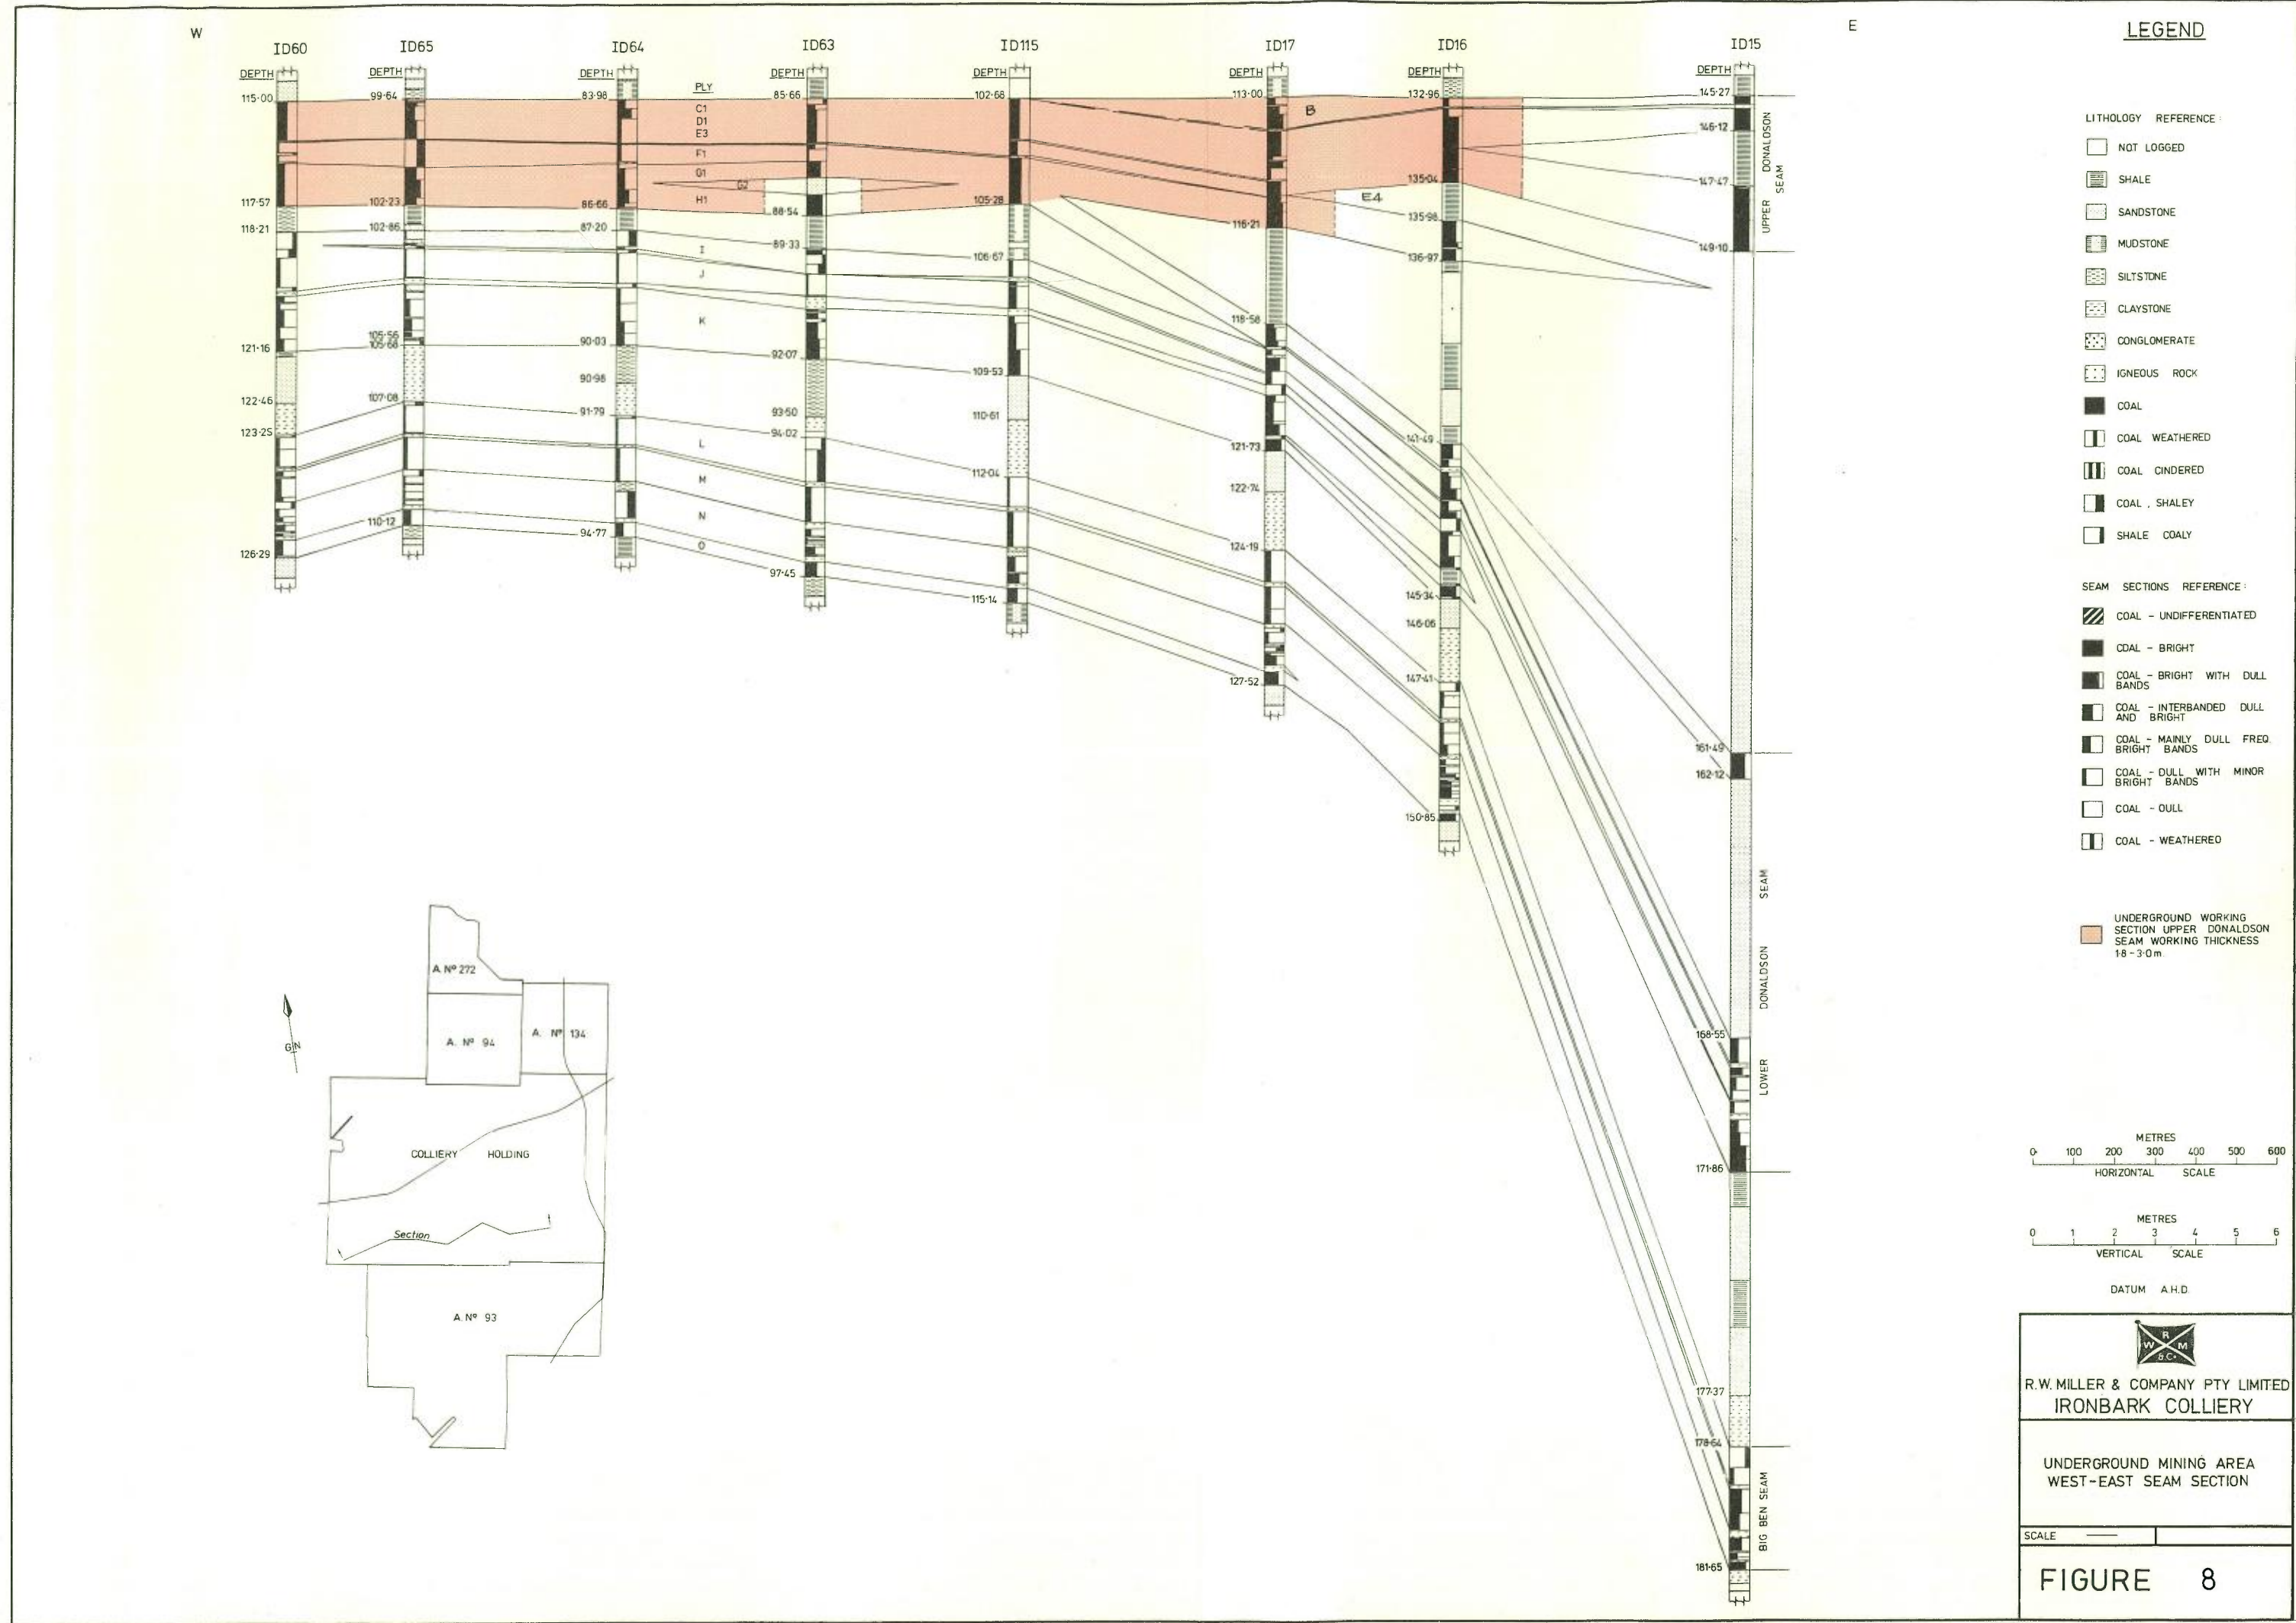 W
E
ID60
ID65
ID64
ID63
ID115
ID17
ID16
ID15
DEPTH
DEPTH
DEPTH
DEPTH
DEPTH
DEPTH
DEPTH
DEPTH
PLY
115·00
117·57
118·21
121·16
122·46
123·25
126·29
99·64
102·23
102·86
105·56
105·68
107·08
110·12
83·98
86·66
87·20
90·03
90·98
91·79
94·77
C1
D1
E3
F1
G1
G2
H1
I
J
K
L
M
N
O
85·66
88·54
89·33
92·07
93·50
94·02
97·45
102·68
105·28
106·67
109·53
110·61
112·04
115·14
113·00
116·21
118·58
121·73
122·74
124·19
127·52
B
E4
132·96
135·04
135·98
136·97
141·49
145·34
146·06
147·41
150·85
145·27
146·12
147·47
149·10
161·49
162·12
168·55
171·86
177·37
178·64
181·65
UPPER DONALDSON
SEAM
LOWER DONALDSON SEAM
BIG BEN SEAM
LEGEND
LITHOLOGY REFERENCE:
NOT LOGGED
SHALE
SANDSTONE
MUDSTONE
SILTSTONE
CLAYSTONE
CONGLOMERATE
IGNEOUS ROCK
COAL
COAL WEATHERED
COAL CINDERED
COAL , SHALEY
SHALE COALY
SEAM SECTIONS REFERENCE:
COAL - UNDIFFERENTIATED
COAL - BRIGHT
COAL - BRIGHT WITH DULL
BANDS
COAL - INTERBANDED DULL
AND BRIGHT
COAL - MAINLY DULL FREQ.
BRIGHT BANDS
COAL - DULL WITH MINOR
BRIGHT BANDS
COAL - DULL
COAL - WEATHERED
UNDERGROUND WORKING
SECTION UPPER DONALDSON
SEAM WORKING THICKNESS
1·8 - 3·0 m.
A. Nº 272
A. Nº 94
A. Nº 134
GN
COLLIERY HOLDING
Section
A. Nº 93
METRES
0 100 200 300 400 500 600
HORIZONTAL SCALE
METRES
0 1 2 3 4 5 6
VERTICAL SCALE
DATUM A.H.D.
R
W M
& Cº
R.W. MILLER & COMPANY PTY LIMITED
IRONBARK COLLIERY
UNDERGROUND MINING AREA
WEST-EAST SEAM SECTION
SCALE
FIGURE 8